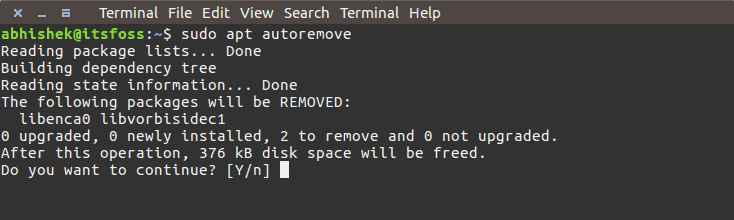 Terminal File Edit View Search Terminal Help
abhishek@itsfoss:~$ sudo apt autoremove
Reading package lists... Done
Building dependency tree
Reading state information... Done
The following packages will be REMOVED:
  libenca0 libvorbisidec1
0 upgraded, 0 newly installed, 2 to remove and 0 not upgraded.
After this operation, 376 kB disk space will be freed.
Do you want to continue? [Y/n]